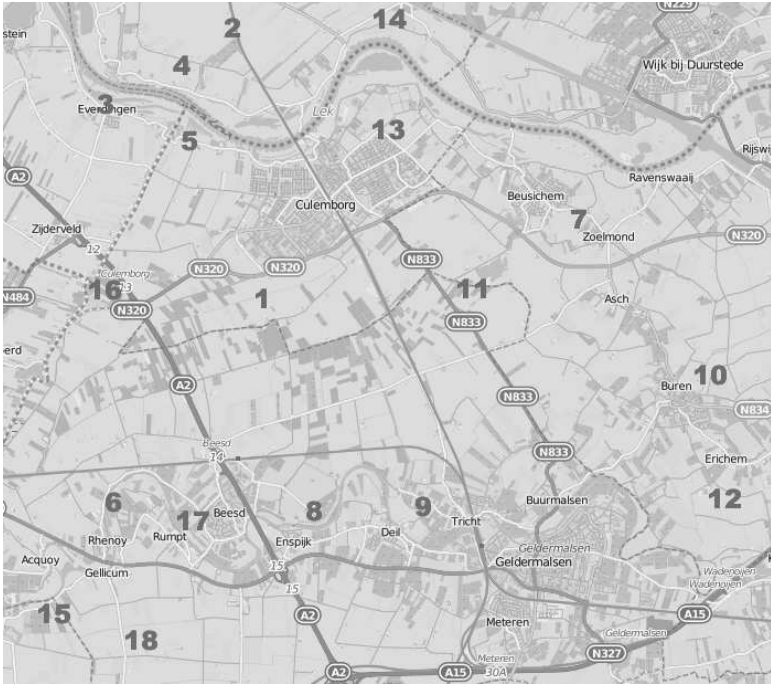 N229
14
2
stein
Wijk bij Duurstede
4
3
Everdingen
Lek
13
5
Rijswij
A2
Ravenswaaij
Beusichem
Culemborg
7
Zijderveld
Zoelmond
N320
12
N833
N320
N320
Culemborg
13
16
N484
1
11
Asch
N320
N833
erd
10
A2
Buren
N833
N834
Beesd
14
N833
Erichem
6
8
9
Buurmalsen
12
17
Beesd
Tricht
Rhenoy
Rumpt
Enspijk
Deil
Geldermalsen
Acquoy
Geldermalsen
Gellicum
15
Wadenoijen
Wadenoijen
15
15
A2
A15
Meteren
Geldermalsen
18
N327
Meteren
A2
A15
30A